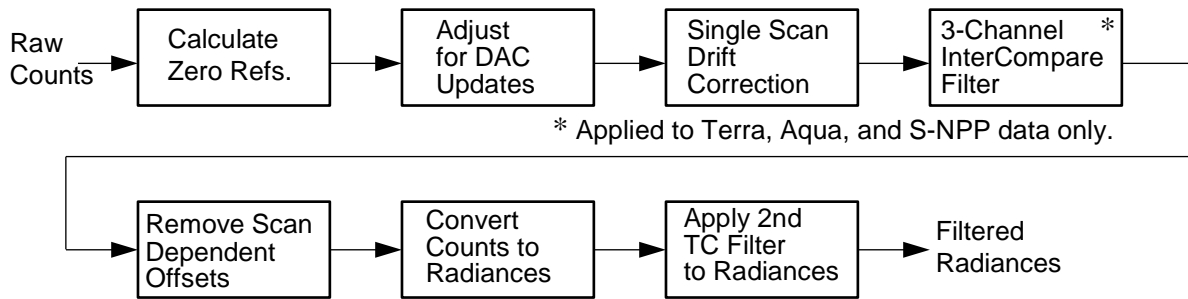 Raw
Counts
Calculate
Zero Refs.
Adjust
for DAC
Updates
Single Scan
Drift
Correction
3-Channel *
InterCompare
Filter
* Applied to Terra, Aqua, and S-NPP data only.
Remove Scan
Dependent
Offsets
Convert
Counts to
Radiances
Apply 2nd
TC Filter
to Radiances
Filtered
Radiances